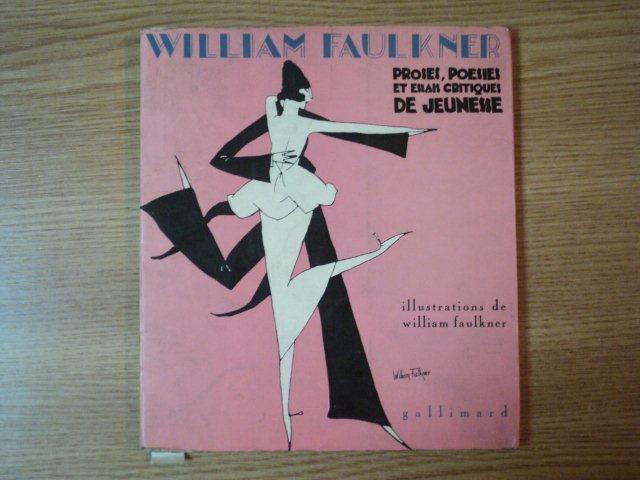 WILLIAM FAULKNER
PROSES, POESIES
ET ESSAIS CRITIQUES
DE JEUNESSE
illustrations de
william faulkner
William Faulkner
gallimard